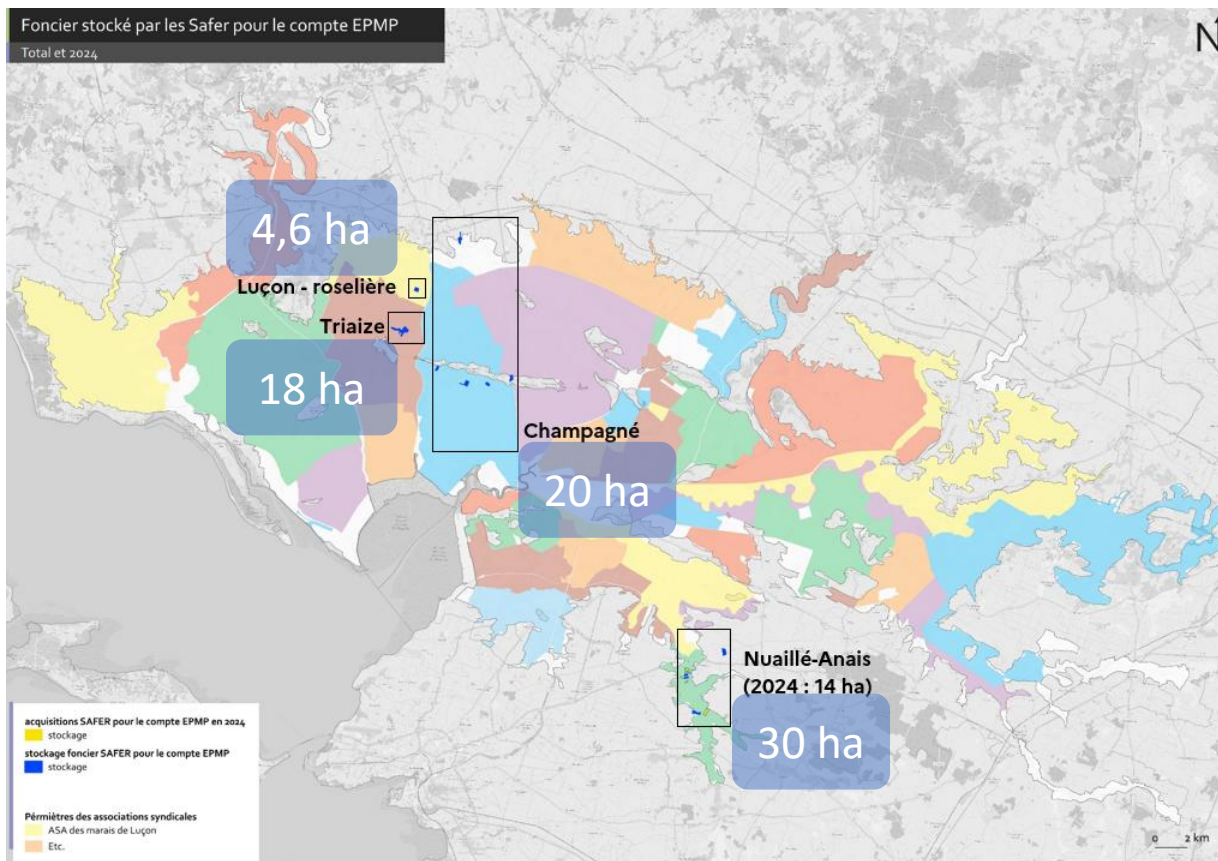 Foncier stocké par les Safer pour le compte EPMP
Total et 2024
N
4,6 ha
Luçon - roselière
Triaize
18 ha
Champagné
20 ha
Nuaillé-Anais
(2024 : 14 ha)
30 ha
acquisitions SAFER pour le compte EPMP en 2024
stockage
stockage foncier SAFER pour le compte EPMP
stockage
Pérmiètres des associations syndicales
ASA des marais de Luçon
Etc.
0 2 km